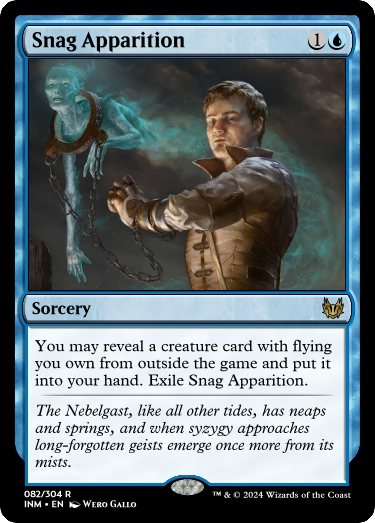 Snag Apparition 1
Sorcery
You may reveal a creature card with flying
you own from outside the game and put it
into your hand. Exile Snag Apparition.
The Nebelgast, like all other tides, has neaps
and springs, and when syzygy approaches
long-forgotten geists emerge once more from its
mists.
082/304 R
INM • EN Wero Gallo ™ & © 2024 Wizards of the Coast